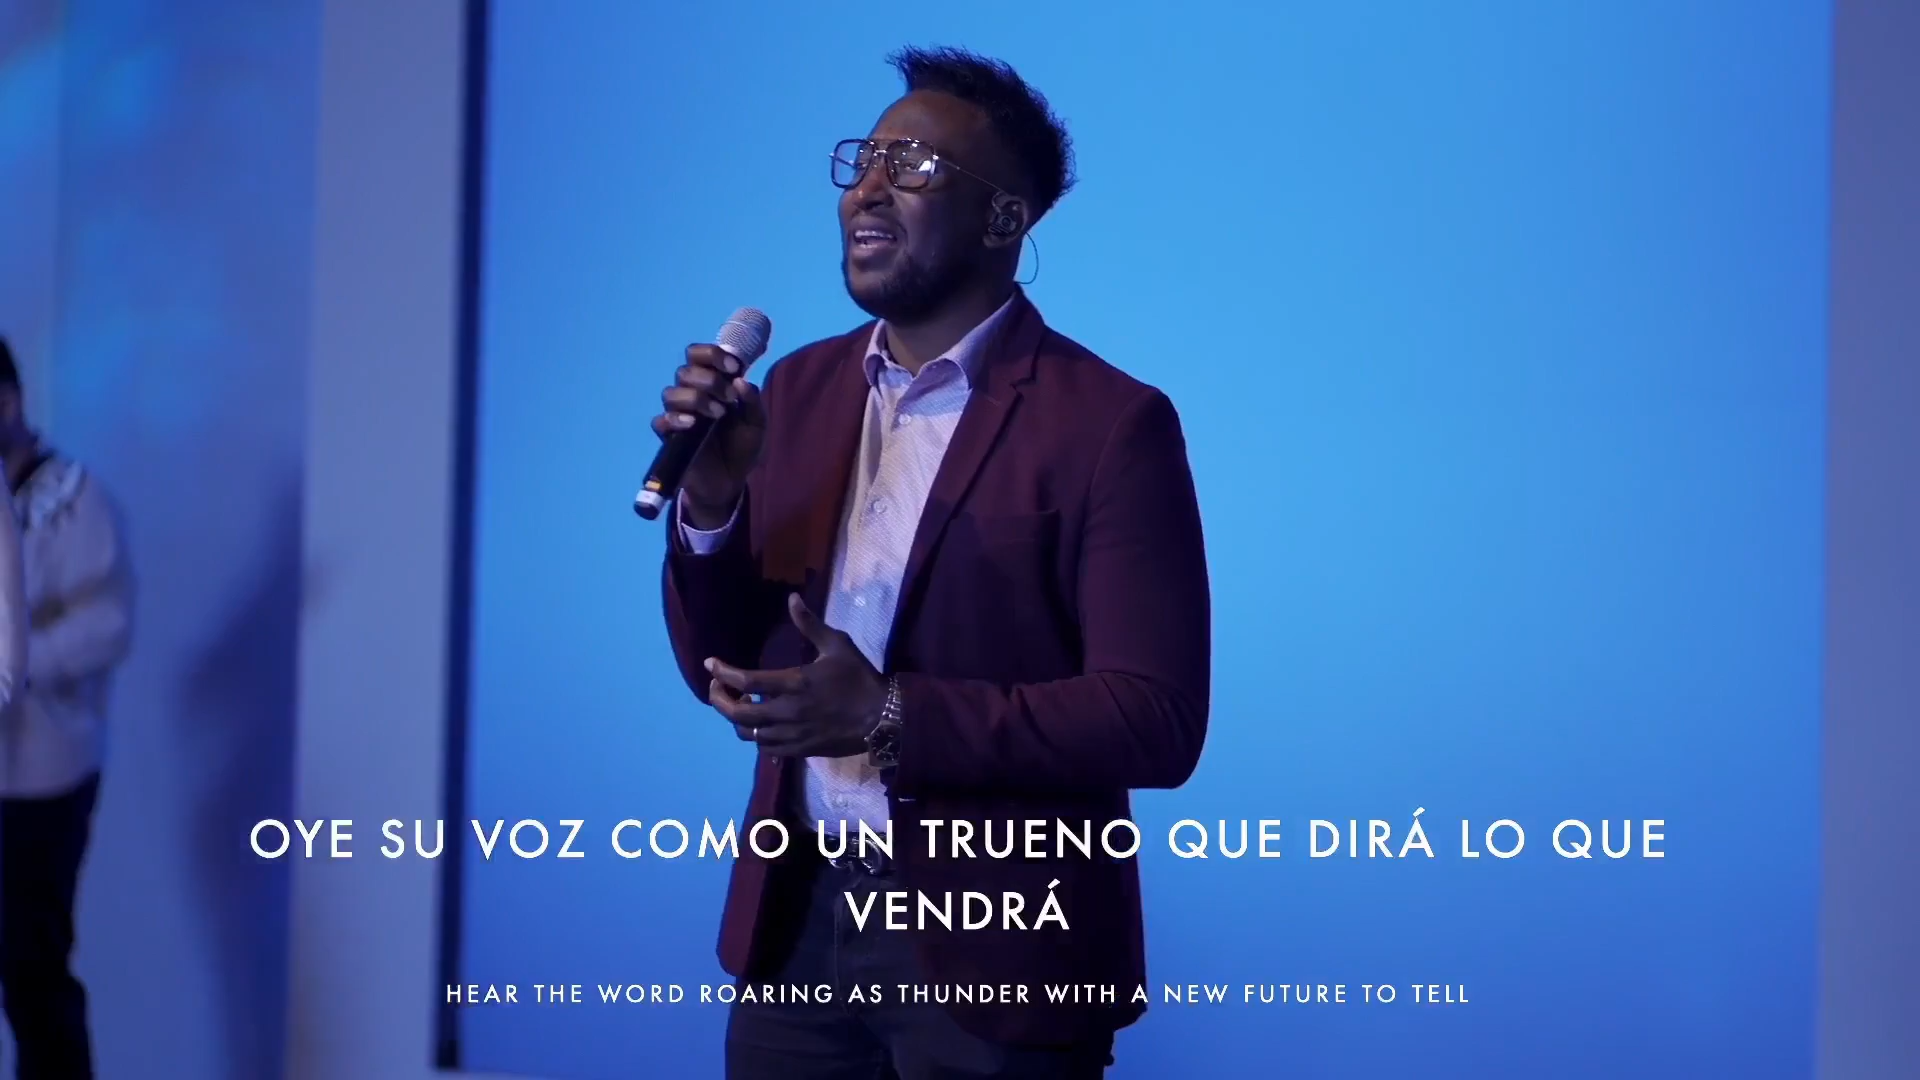 OYE SU VOZ COMO UN TRUENO QUE DIRÁ LO QUE
VENDRÁ
HEAR THE WORD ROARING AS THUNDER WITH A NEW FUTURE TO TELL